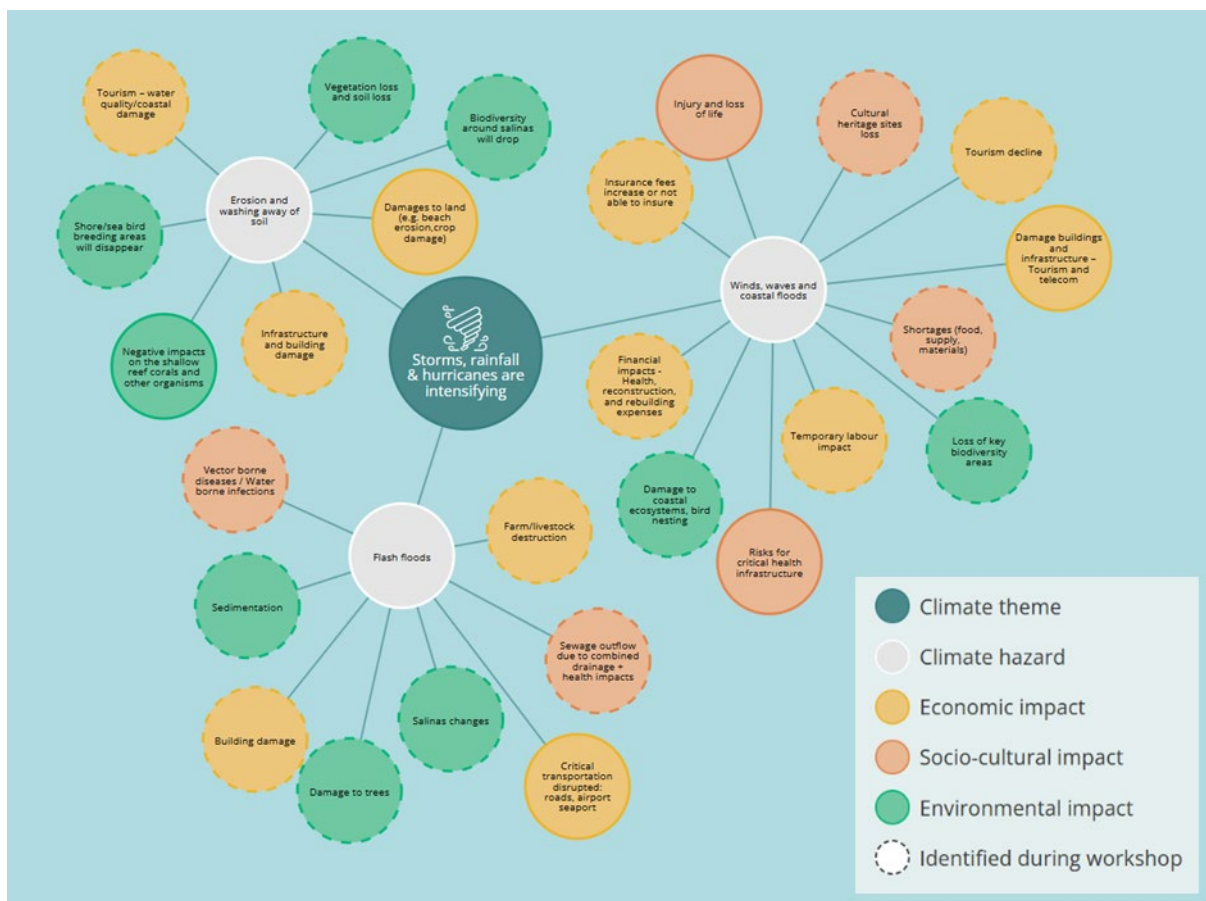 Tourism – water
quality/coastal
damage
Vegetation loss
and soil loss
Biodiversity
around salinas
will drop
Erosion and
washing away of
soil
Damages to land
(e.g. beach
erosion,crop
damage)
Shore/sea bird
breeding areas
will disappear
Negative impacts
on the shallow
reef corals and
other organisms
Infrastructure
and building
damage
Storms, rainfall
& hurricanes are
intensifying
Injury and loss
of life
Cultural
heritage sites
loss
Tourism decline
Insurance fees
increase or not
able to insure
Damage buildings
and
infrastructure –
Tourism and
telecom
Winds, waves and
coastal floods
Shortages (food,
supply,
materials)
Financial
impacts -
Health,
reconstruction,
and rebuilding
expenses
Temporary labour
impact
Loss of key
biodiversity
areas
Damage to
coastal
ecosystems, bird
nesting
Risks for
critical health
infrastructure
Vector borne
diseases / Water
borne infections
Flash floods
Farm/livestock
destruction
Sedimentation
Sewage outflow
due to combined
drainage +
health impacts
Building damage
Salinas changes
Damage to trees
Critical
transportation
disrupted:
roads, airport
seaport
Climate theme
Climate hazard
Economic impact
Socio-cultural impact
Environmental impact
Identified during workshop